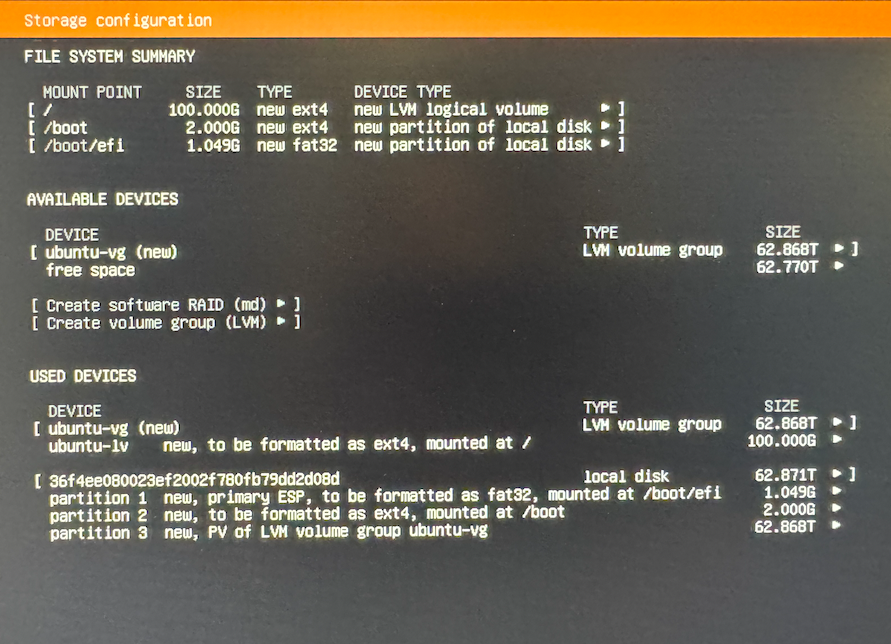 Storage configuration
FILE SYSTEM SUMMARY
MOUNT POINT SIZE TYPE DEVICE TYPE
[ / 100.000G new ext4 new LVM logical volume ▸ ]
[ /boot 2.000G new ext4 new partition of local disk ▸ ]
[ /boot/efi 1.049G new fat32 new partition of local disk ▸ ]
AVAILABLE DEVICES
DEVICE TYPE SIZE
[ ubuntu-vg (new) LVM volume group 62.868T ▸ ]
free space 62.770T ▸
[ Create software RAID (md) ▸ ]
[ Create volume group (LVM) ▸ ]
USED DEVICES
DEVICE TYPE SIZE
[ ubuntu-vg (new) LVM volume group 62.868T ▸ ]
ubuntu-lv new, to be formatted as ext4, mounted at / 100.000G ▸
[ 36f4ee080023ef2002f780fb79dd2d08d local disk 62.871T ▸ ]
partition 1 new, primary ESP, to be formatted as fat32, mounted at /boot/efi 1.049G ▸
partition 2 new, to be formatted as ext4, mounted at /boot 2.000G ▸
partition 3 new, PV of LVM volume group ubuntu-vg 62.868T ▸